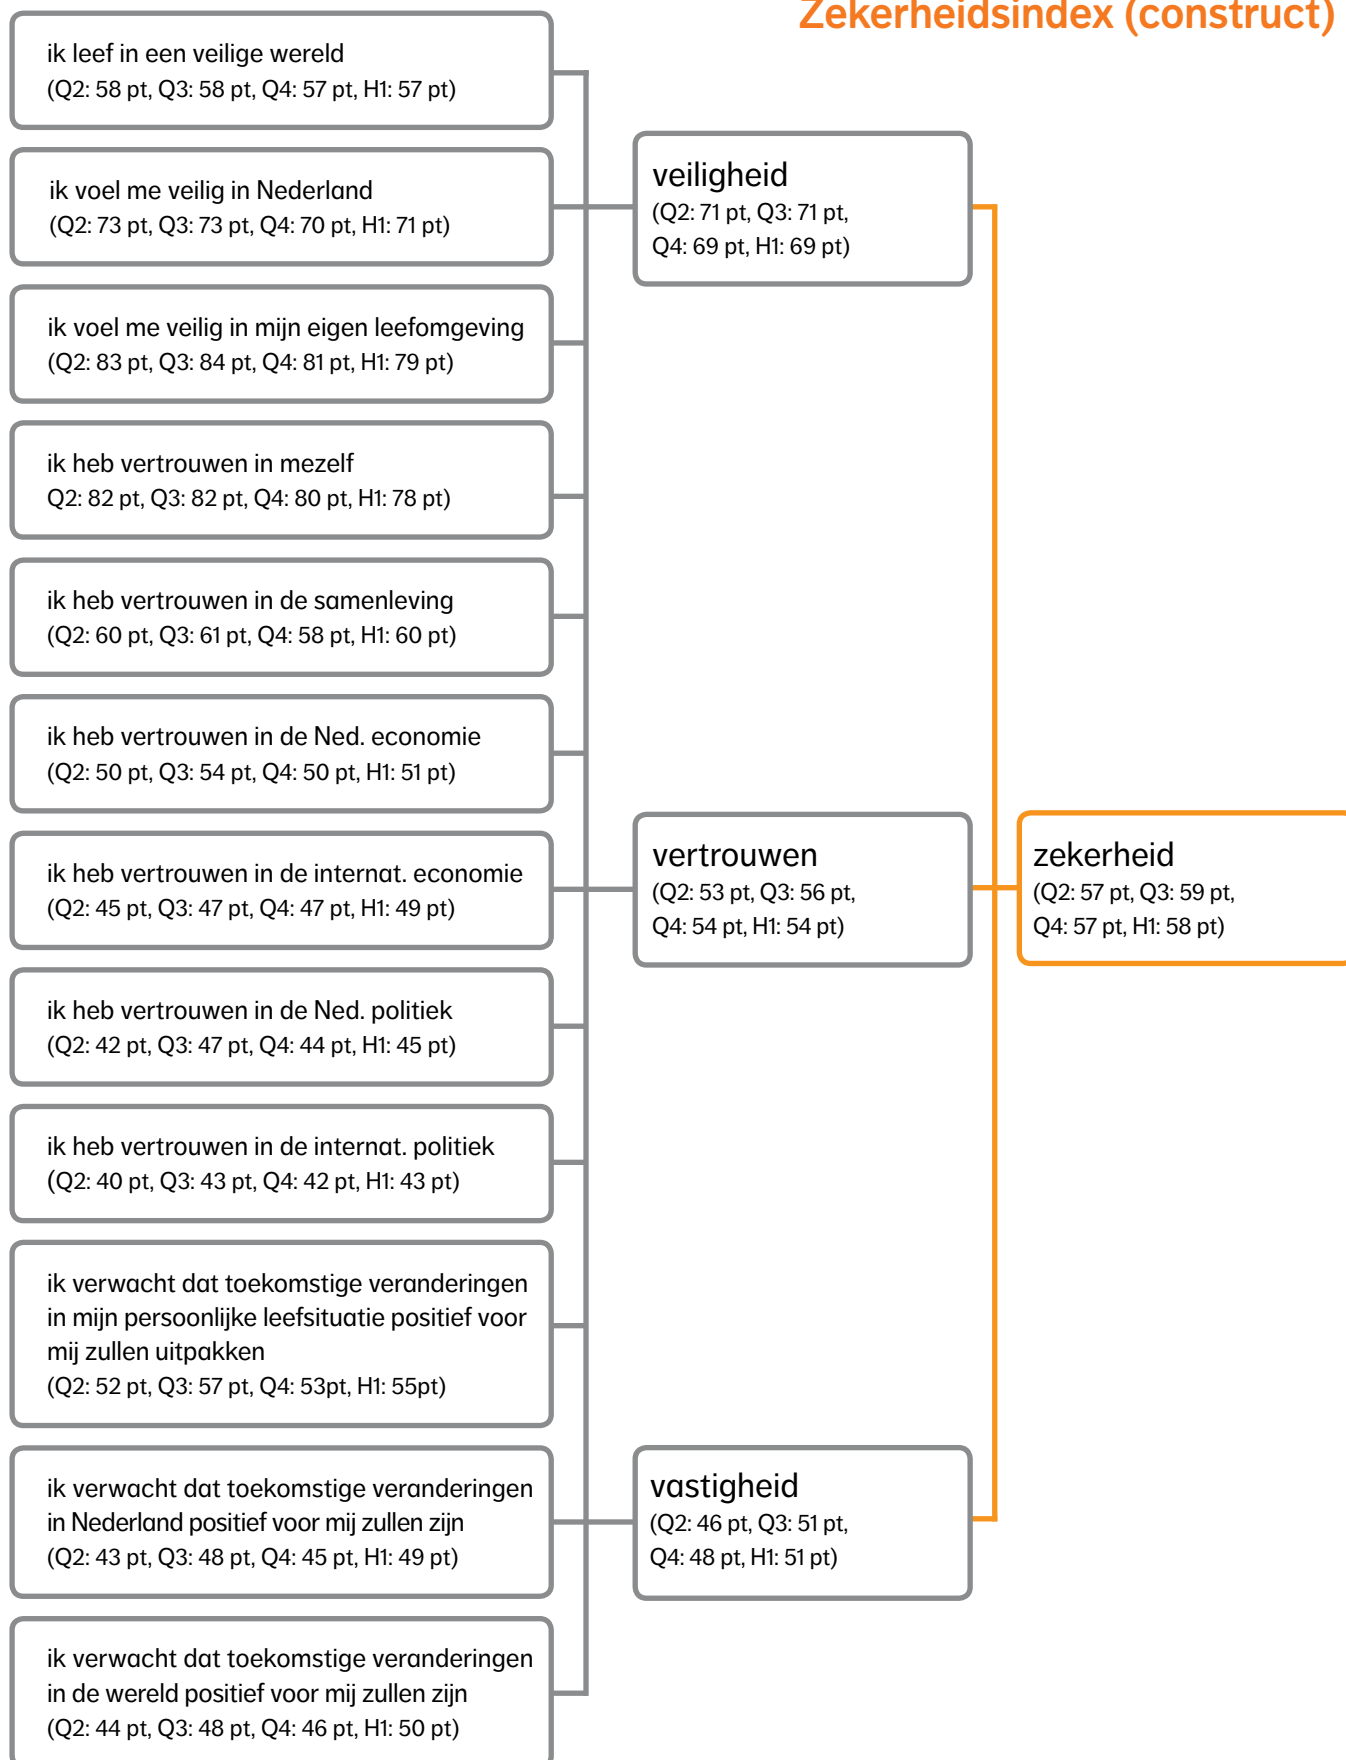 Zekerheidsindex (construct)
ik leef in een veilige wereld
(Q2: 58 pt, Q3: 58 pt, Q4: 57 pt, H1: 57 pt)
ik voel me veilig in Nederland
(Q2: 73 pt, Q3: 73 pt, Q4: 70 pt, H1: 71 pt)
ik voel me veilig in mijn eigen leefomgeving
(Q2: 83 pt, Q3: 84 pt, Q4: 81 pt, H1: 79 pt)
ik heb vertrouwen in mezelf
Q2: 82 pt, Q3: 82 pt, Q4: 80 pt, H1: 78 pt)
ik heb vertrouwen in de samenleving
(Q2: 60 pt, Q3: 61 pt, Q4: 58 pt, H1: 60 pt)
ik heb vertrouwen in de Ned. economie
(Q2: 50 pt, Q3: 54 pt, Q4: 50 pt, H1: 51 pt)
ik heb vertrouwen in de internat. economie
(Q2: 45 pt, Q3: 47 pt, Q4: 47 pt, H1: 49 pt)
ik heb vertrouwen in de Ned. politiek
(Q2: 42 pt, Q3: 47 pt, Q4: 44 pt, H1: 45 pt)
ik heb vertrouwen in de internat. politiek
(Q2: 40 pt, Q3: 43 pt, Q4: 42 pt, H1: 43 pt)
ik verwacht dat toekomstige veranderingen
in mijn persoonlijke leefsituatie positief voor
mij zullen uitpakken
(Q2: 52 pt, Q3: 57 pt, Q4: 53pt, H1: 55pt)
ik verwacht dat toekomstige veranderingen
in Nederland positief voor mij zullen zijn
(Q2: 43 pt, Q3: 48 pt, Q4: 45 pt, H1: 49 pt)
ik verwacht dat toekomstige veranderingen
in de wereld positief voor mij zullen zijn
(Q2: 44 pt, Q3: 48 pt, Q4: 46 pt, H1: 50 pt)
veiligheid
(Q2: 71 pt, Q3: 71 pt,
Q4: 69 pt, H1: 69 pt)
vertrouwen
(Q2: 53 pt, Q3: 56 pt,
Q4: 54 pt, H1: 54 pt)
vastigheid
(Q2: 46 pt, Q3: 51 pt,
Q4: 48 pt, H1: 51 pt)
zekerheid
(Q2: 57 pt, Q3: 59 pt,
Q4: 57 pt, H1: 58 pt)